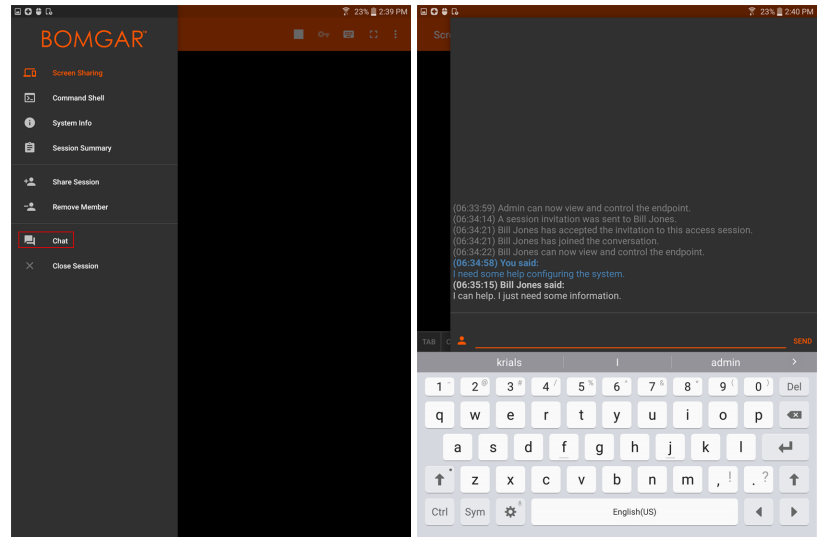 23% 2:39 PM
BOMGAR™
Screen Sharing
Command Shell
System Info
Session Summary
Share Session
Remove Member
Chat
Close Session
23% 2:40 PM
Scr
(06:33:59) Admin can now view and control the endpoint.
(06:34:14) A session invitation was sent to Bill Jones.
(06:34:21) Bill Jones has accepted the invitation to this access session.
(06:34:21) Bill Jones has joined the conversation.
(06:34:22) Bill Jones can now view and control the endpoint.
(06:34:58) You said:
I need some help configuring the system.
(06:35:15) Bill Jones said:
I can help. I just need some information.
TAB C SEND
krials I admin >
1 - 2 @ 3 # 4 / 5 % 6 ^ 7 & 8 * 9 ( 0 ) Del
q w e r t y u i o p
a s d f g h j k l
z x c v b n m , ! . ?
Ctrl Sym English(US)